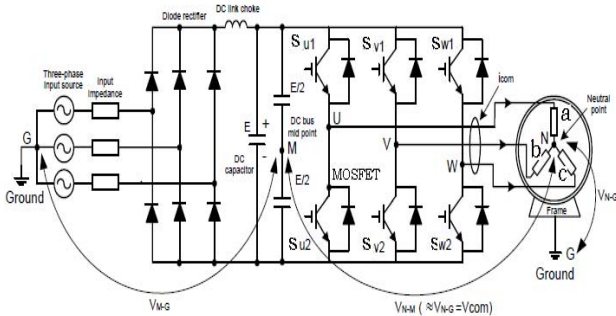 Diode rectifier
DC link choke
Su1
Sv1
Sw1
icom
Three-phase
Input source
Input
Impedance
E/2
E
+
-
DC bus
mid point
M
DC
capacitor
E/2
U
V
W
MOSFET
Su2
Sv2
Sw2
Neutral
point
a
N
b
c
Frame
G
Ground
VN-G
G
Ground
VM-G
VN-M ( ≈VN-G =Vcom)